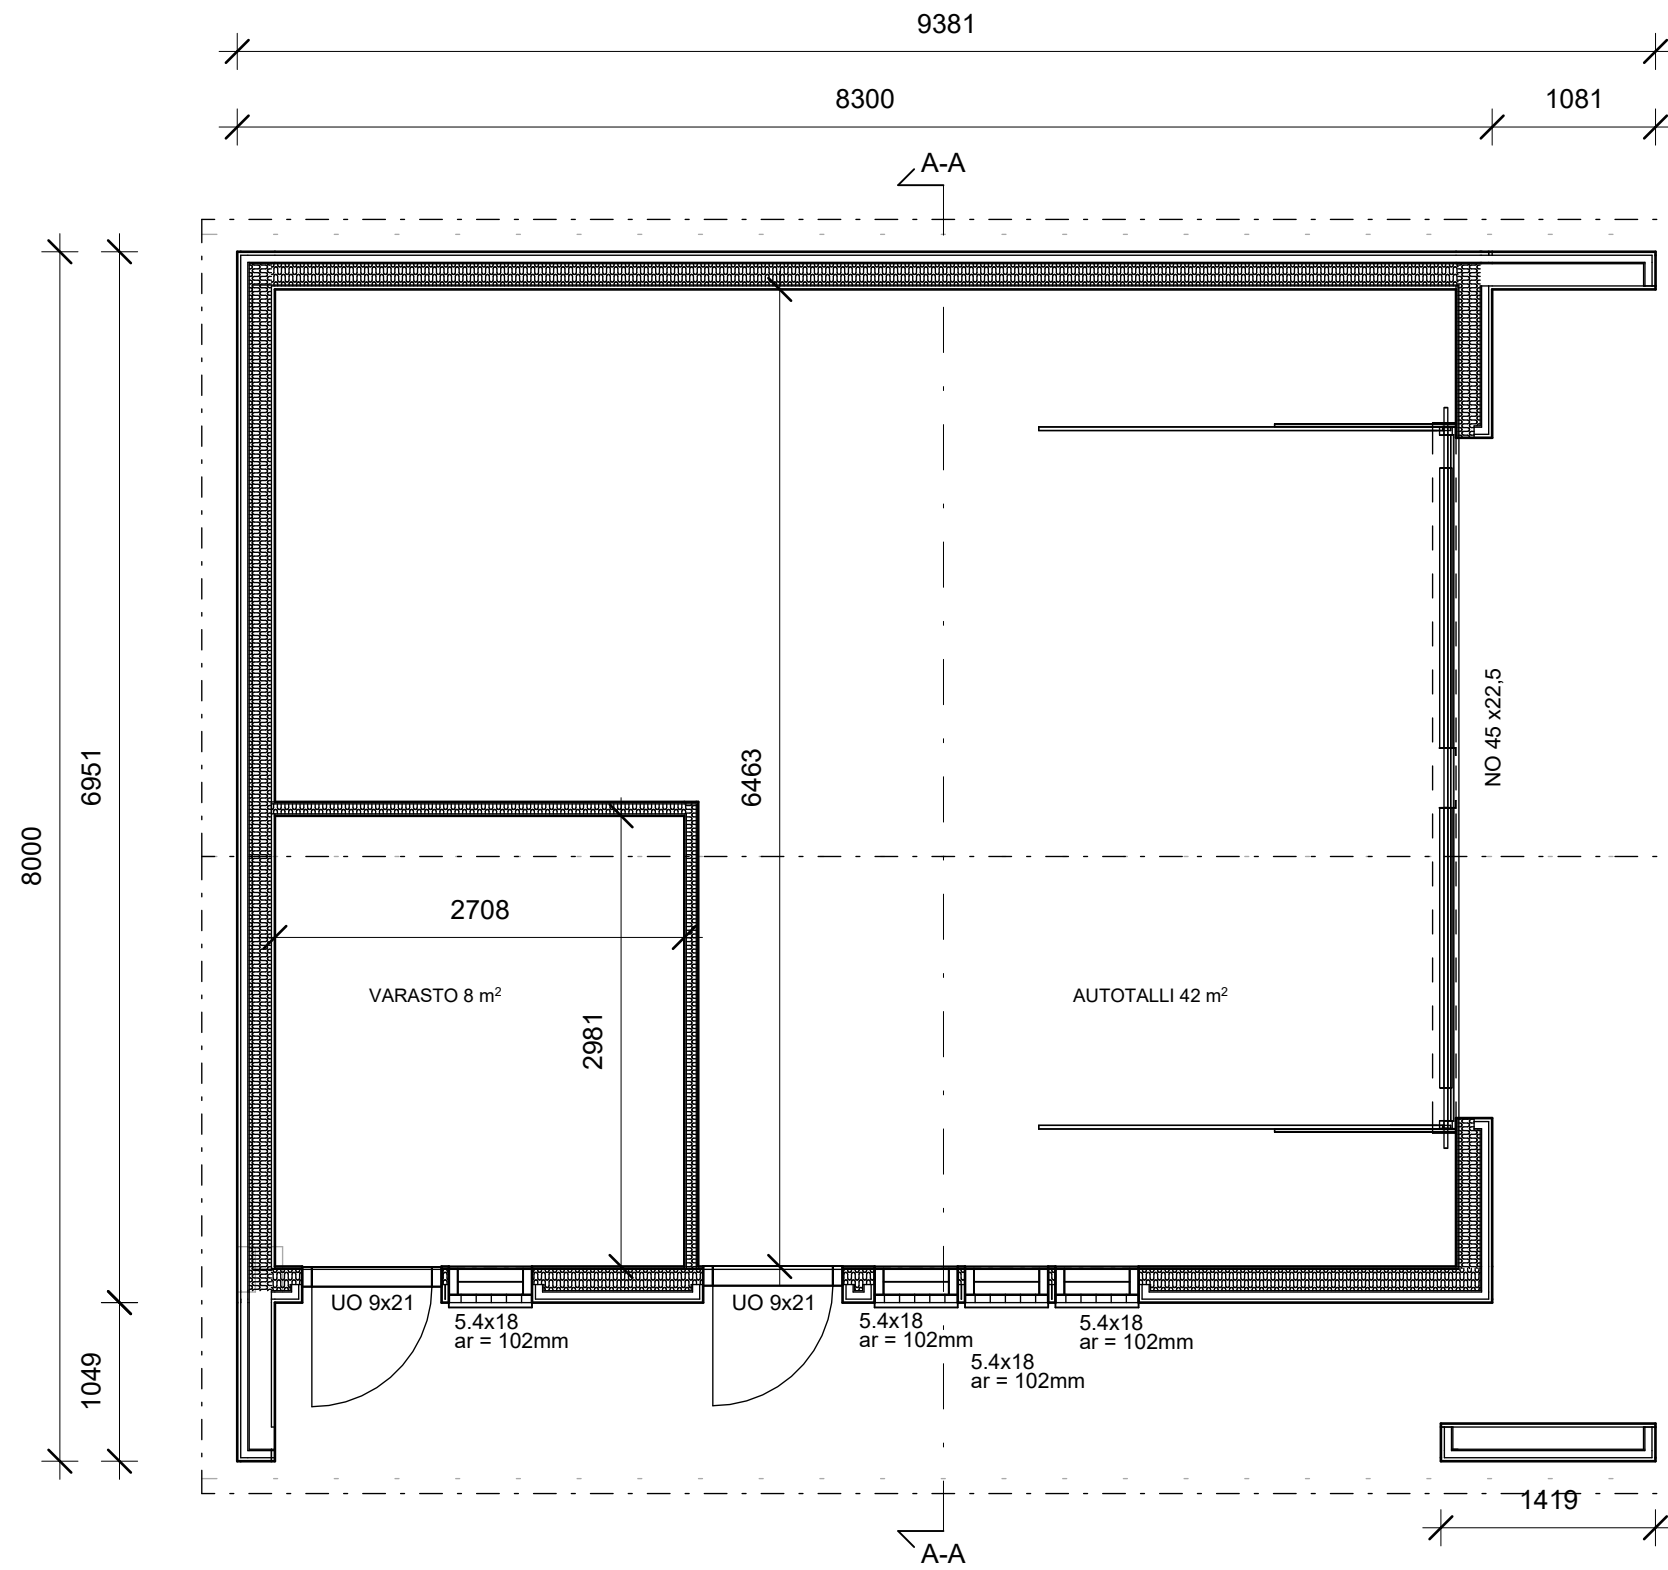 9381
8300
1081
A-A
NO 45 x22,5
6951
6463
8000
2708
VARASTO 8 m²
AUTOTALLI 42 m²
2981
UO 9x21
UO 9x21
5.4x18
ar = 102mm
5.4x18
ar = 102mm
5.4x18
ar = 102mm
5.4x18
ar = 102mm
1049
1419
A-A